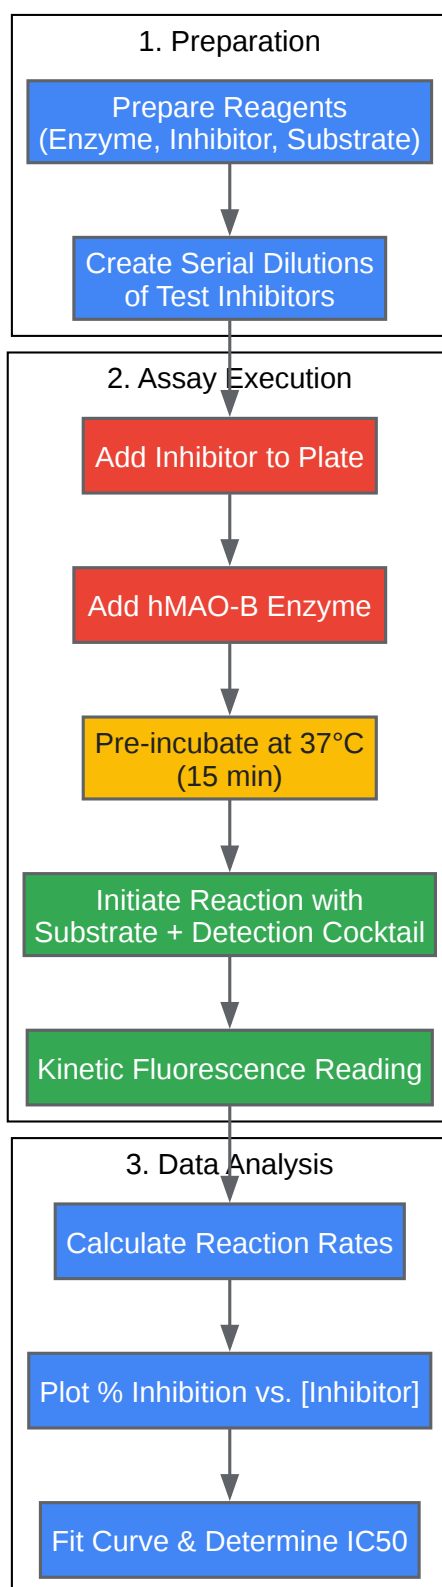 1. Preparation
Prepare Reagents
(Enzyme, Inhibitor, Substrate)
Create Serial Dilutions
of Test Inhibitors
2. Assay Execution
Add Inhibitor to Plate
Add hMAO-B Enzyme
Pre-incubate at 37°C
(15 min)
Initiate Reaction with
Substrate + Detection Cocktail
Kinetic Fluorescence Reading
3. Data Analysis
Calculate Reaction Rates
Plot % Inhibition vs. [Inhibitor]
Fit Curve & Determine IC50